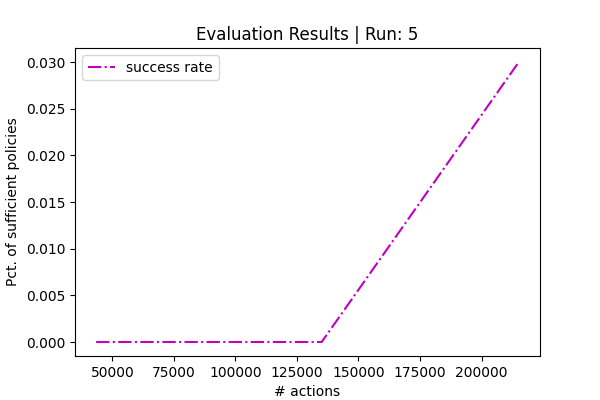 Evaluation Results | Run: 5
success rate
Pct. of sufficient policies
0.030
0.025
0.020
0.015
0.010
0.005
0.000
50000 75000 100000 125000 150000 175000 200000
# actions